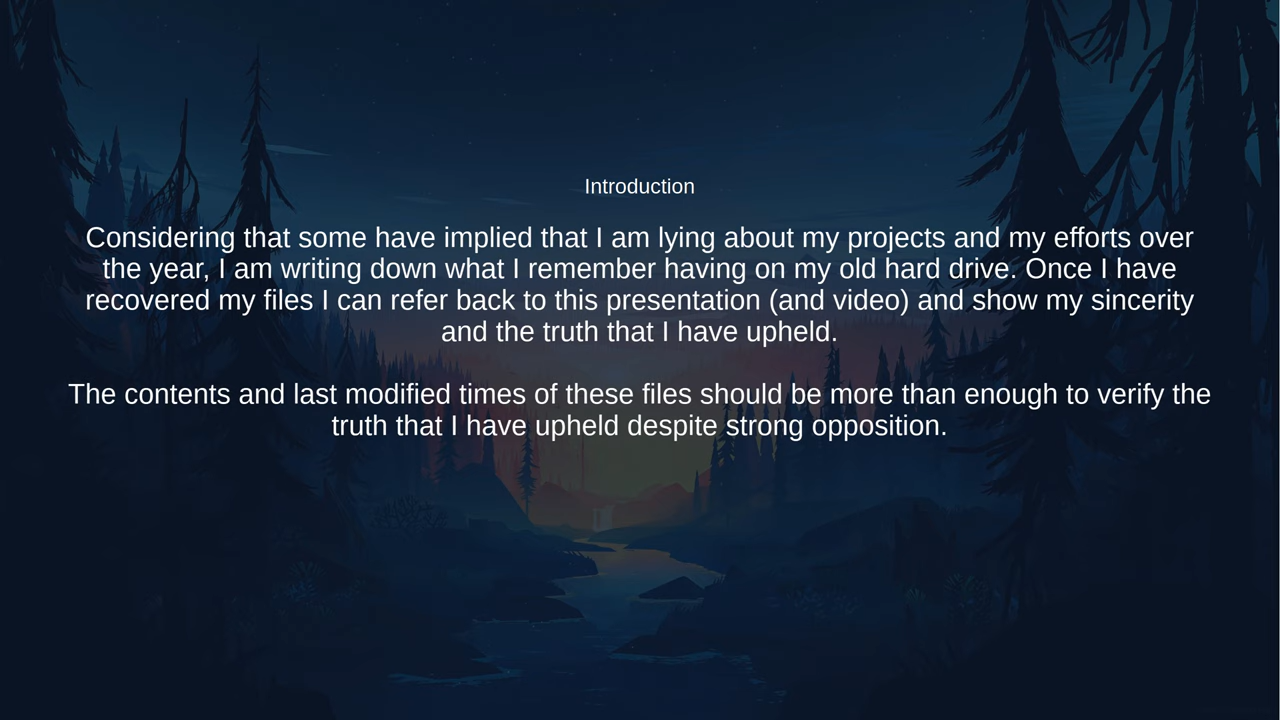 Introduction
Considering that some have implied that I am lying about my projects and my efforts over
the year, I am writing down what I remember having on my old hard drive. Once I have
recovered my files I can refer back to this presentation (and video) and show my sincerity
and the truth that I have upheld.
The contents and last modified times of these files should be more than enough to verify the
truth that I have upheld despite strong opposition.